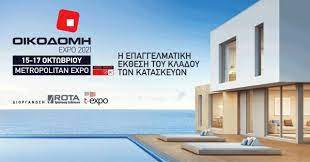 ΟΙΚΟΔΟΜΗ
EXPO 2021
15-17 ΟΚΤΩΒΡΙΟΥ
METROPOLITAN EXPO
Η ΕΠΑΓΓΕΛΜΑΤΙΚΗ
ΕΚΘΕΣΗ ΤΟΥ ΚΛΑΔΟΥ
ΤΩΝ ΚΑΤΑΣΚΕΥΩΝ
ΔΙΟΡΓΑΝΩΣΗ
ROTA
t-expo